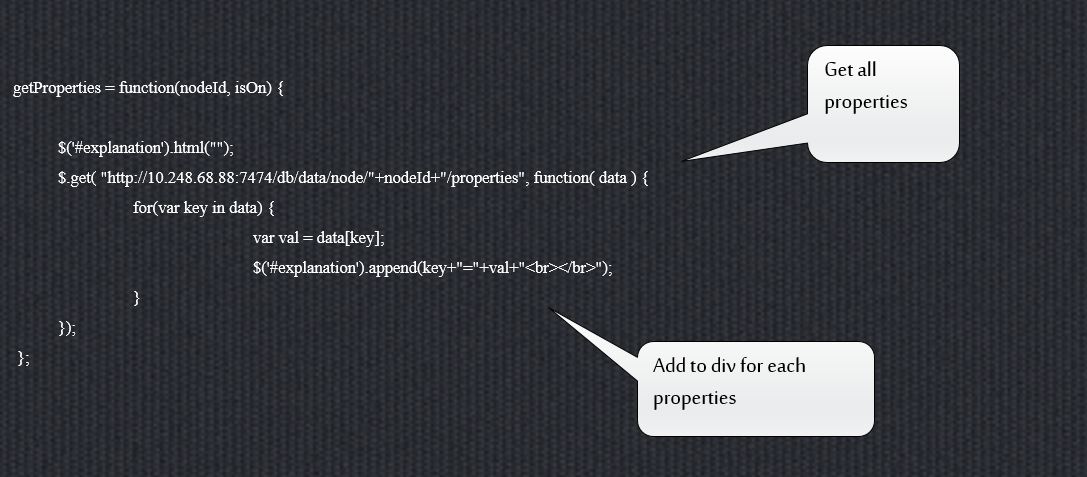 getProperties = function(nodeId, isOn) {
$('#explanation').html("");
$.get( "http://10.248.68.88:7474/db/data/node/"+nodeId+"/properties", function( data ) {
for(var key in data) {
var val = data[key];
$('#explanation').append(key+"="+val+"<br></br>");
}
});
};
Get all
properties
Add to div for each
properties